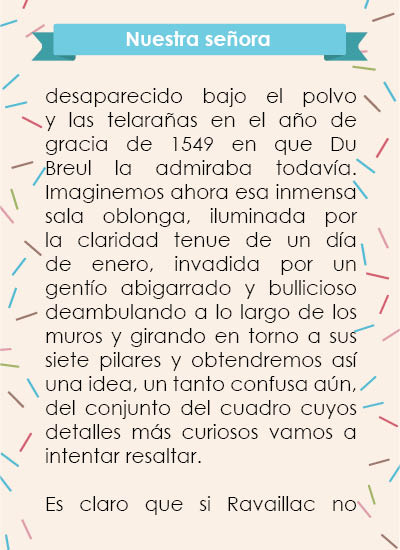 Nuestra señora
desaparecido bajo el polvo
y las telarañas en el año de
gracia de 1549 en que Du
Breul la admiraba todavía.
Imaginemos ahora esa inmensa
sala oblonga, iluminada por
la claridad tenue de un día
de enero, invadida por un
gentío abigarrado y bullicioso
deambulando a lo largo de los
muros y girando en torno a sus
siete pilares y obtendremos así
una idea, un tanto confusa aún,
del conjunto del cuadro cuyos
detalles más curiosos vamos a
intentar resaltar.
Es claro que si Ravaillac no